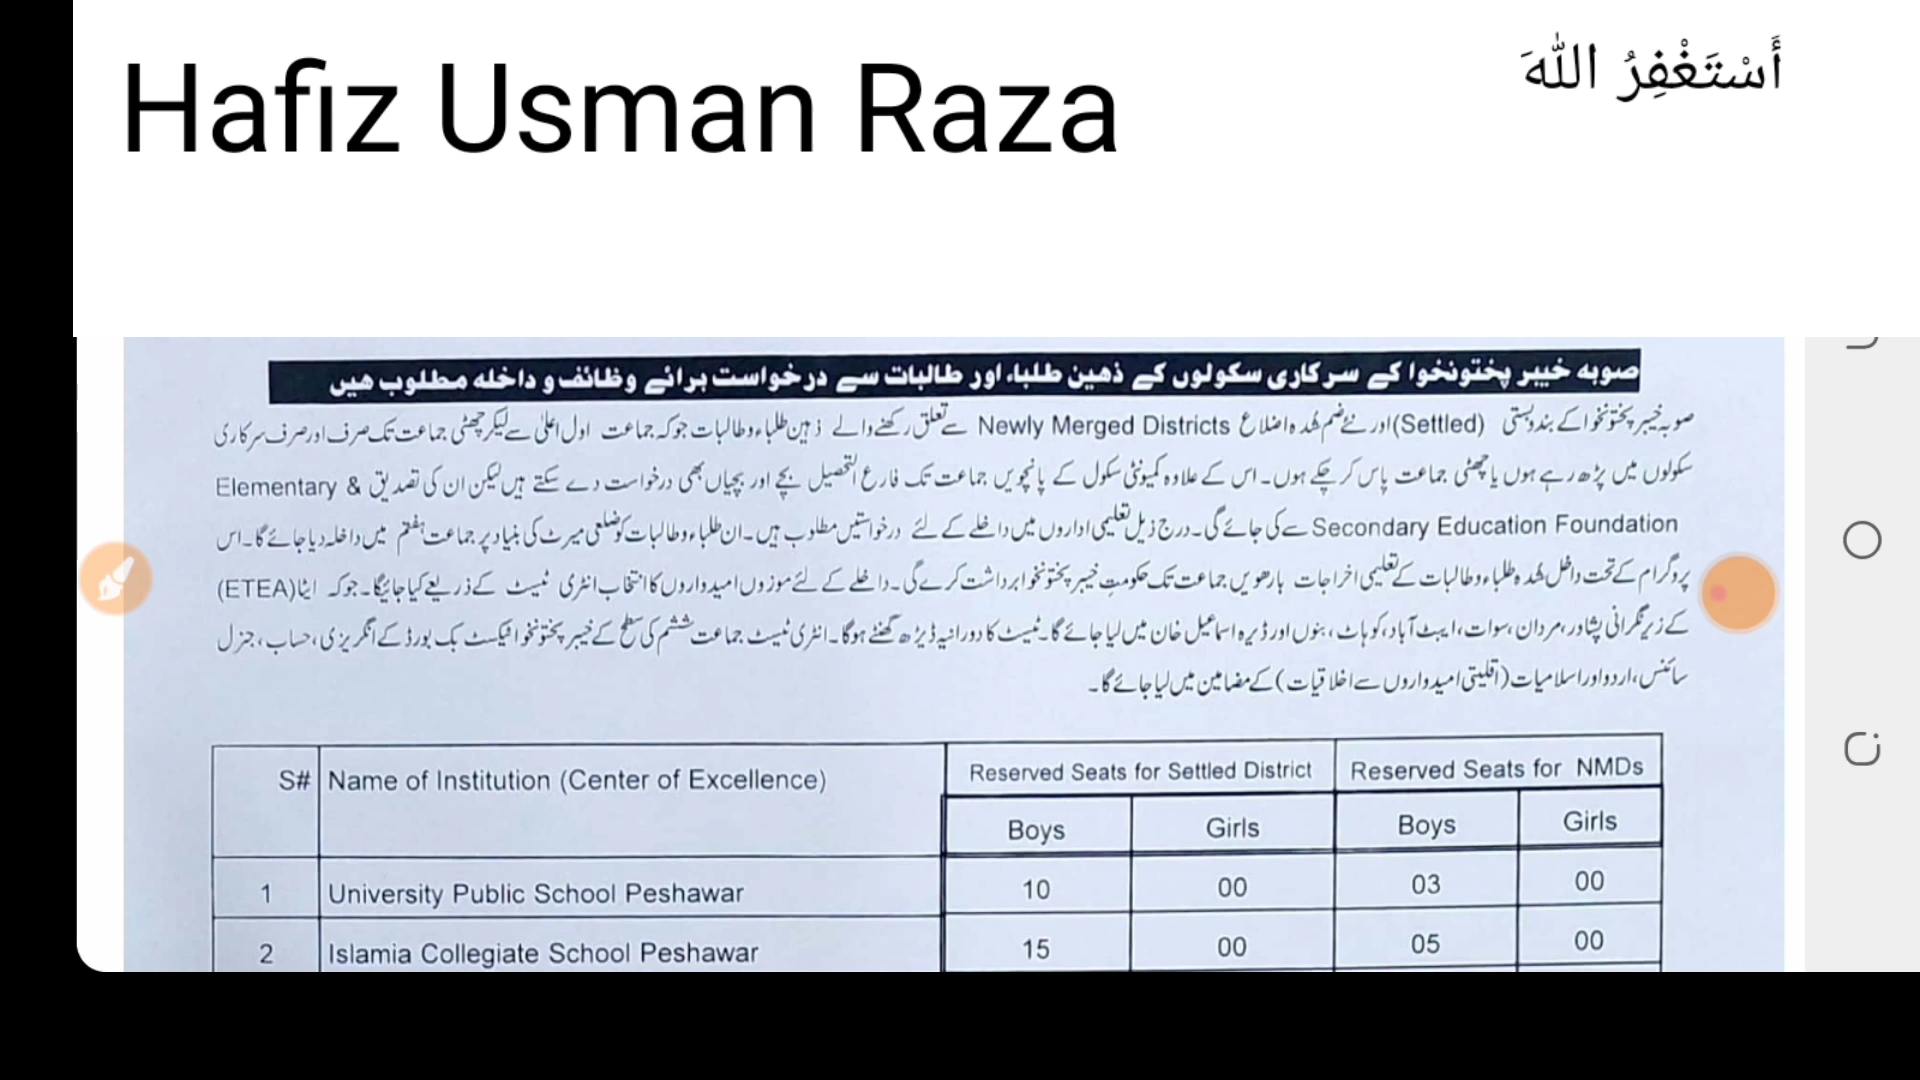 Hafiz Usman Raza
أَسْتَغْفِرُ اللّٰهَ
صوبه خیبر پختونخوا کے سرکاری سکولوں کے ذهین طلباء اور طالبات سے درخواست برائے وظائف و داخله مطلوب هیں
صوبہ خیبر پختونخوا کے بندوبستی (Settled) اور نئے ضم شدہ اضلاع Newly Merged Districts سے تعلق رکھنے والے ذہین طلباء و طالبات جو کہ جماعت اول اعلیٰ سے لیکر چھٹی جماعت تک صرف اور صرف سرکاری
سکولوں میں پڑھ رہے ہوں یا چھٹی جماعت پاس کر چکے ہوں۔ اس کے علاوہ کمیونٹی سکول کے پانچویں جماعت تک فارغ التحصیل بچے اور بچیاں بھی درخواست دے سکتے ہیں لیکن ان کی تصدیق Elementary &
Secondary Education Foundation سے کی جائے گی۔ درج ذیل تعلیمی اداروں میں داخلے کے لئے درخواستیں مطلوب ہیں۔ ان طلباء و طالبات کو ضلعی میرٹ کی بنیاد پر جماعت ہفتم میں داخلہ دیا جائے گا۔ اس
پروگرام کے تحت داخل شدہ طلباء و طالبات کے تعلیمی اخراجات بارھویں جماعت تک حکومتِ خیبر پختونخوا برداشت کرے گی۔ داخلے کے لئے موزوں امیدواروں کا انتخاب انٹری ٹیسٹ کے ذریعے کیا جائیگا۔ جو کہ ایٹا (ETEA)
کے زیر نگرانی پشاور، مردان، سوات، ایبٹ آباد، کوہاٹ، بنوں اور ڈیرہ اسماعیل خان میں لیا جائے گا۔ ٹیسٹ کا دورانیہ ڈیڑھ گھنٹے ہوگا۔ انٹری ٹیسٹ جماعت ششم کی سطح کے خیبر پختونخوا ٹیکسٹ بک بورڈ کے انگریزی، حساب، جنرل
سائنس، اردو اور اسلامیات (اقلیتی امیدواروں سے اخلاقیات) کے مضامین میں لیا جائے گا۔
S# Name of Institution (Center of Excellence) Reserved Seats for Settled District Reserved Seats for NMDs
Boys Girls Boys Girls
1 University Public School Peshawar 10 00 03 00
2 Islamia Collegiate School Peshawar 15 00 05 00